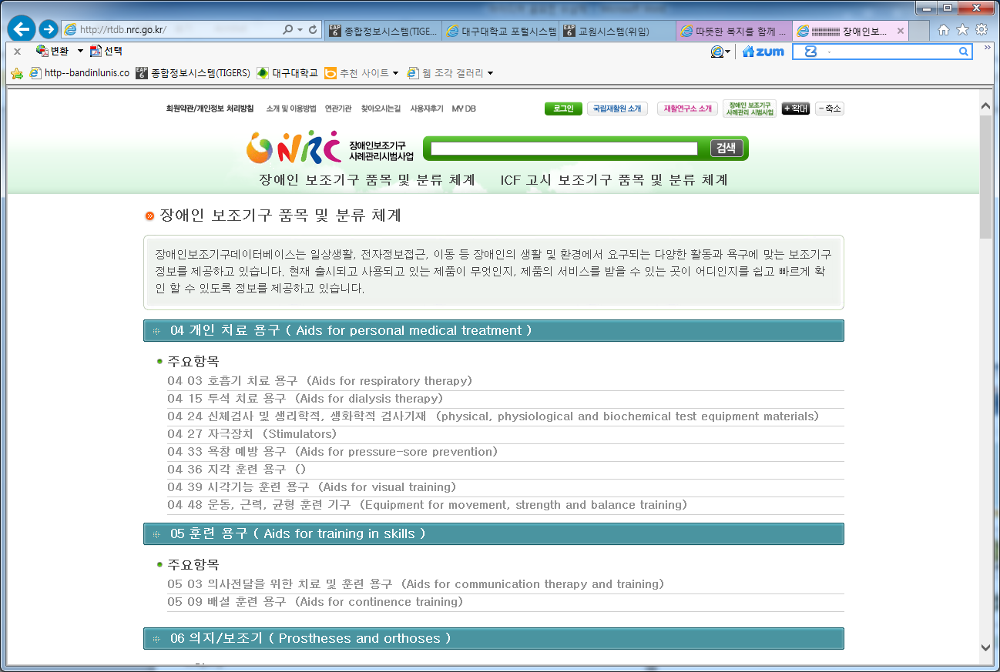 http://rtdb.nrc.go.kr/
종합정보시스템(TIGE...
대구대학교 포털시스템
교원시스템(위임)
따뜻한 복지를 함께 ...
장애인보...
변환
선택
zum
http--bandinlunis.co
종합정보시스템(TIGERS)
대구대학교
추천 사이트
웹 조각 갤러리
회원약관/개인정보 처리방침 소개 및 이용방법 연관기관 찾아오시는길 사용자후기 MY DB
로그인
국립재활원 소개
재활연구소 소개
장애인 보조기구
사례관리 시범사업
+확대
-축소
NRC
장애인보조기구
사례관리시범사업
검색
장애인 보조기구 품목 및 분류 체계 ICF 고시 보조기구 품목 및 분류 체계
장애인 보조기구 품목 및 분류 체계
장애인보조기구데이터베이스는 일상생활, 전자정보접근, 이동 등 장애인의 생활 및 환경에서 요구되는 다양한 활동과 욕구에 맞는 보조기구
정보를 제공하고 있습니다. 현재 출시되고 사용되고 있는 제품이 무엇인지, 제품의 서비스를 받을 수 있는 곳이 어디인지를 쉽고 빠르게 확
인 할 수 있도록 정보를 제공하고 있습니다.
04 개인 치료 용구 ( Aids for personal medical treatment )
주요항목
04 03 호흡기 치료 용구 (Aids for respiratory therapy)
04 15 투석 치료 용구 (Aids for dialysis therapy)
04 24 신체검사 및 생리학적, 생화학적 검사기재 (physical, physiological and biochemical test equipment materials)
04 27 자극장치 (Stimulators)
04 33 욕창 예방 용구 (Aids for pressure-sore prevention)
04 36 지각 훈련 용구 ()
04 39 시각기능 훈련 용구 (Aids for visual training)
04 48 운동, 근력, 균형 훈련 기구 (Equipment for movement, strength and balance training)
05 훈련 용구 ( Aids for training in skills )
주요항목
05 03 의사전달을 위한 치료 및 훈련 용구 (Aids for communication therapy and training)
05 09 배설 훈련 용구 (Aids for continence training)
06 의지/보조기 ( Prostheses and orthoses )